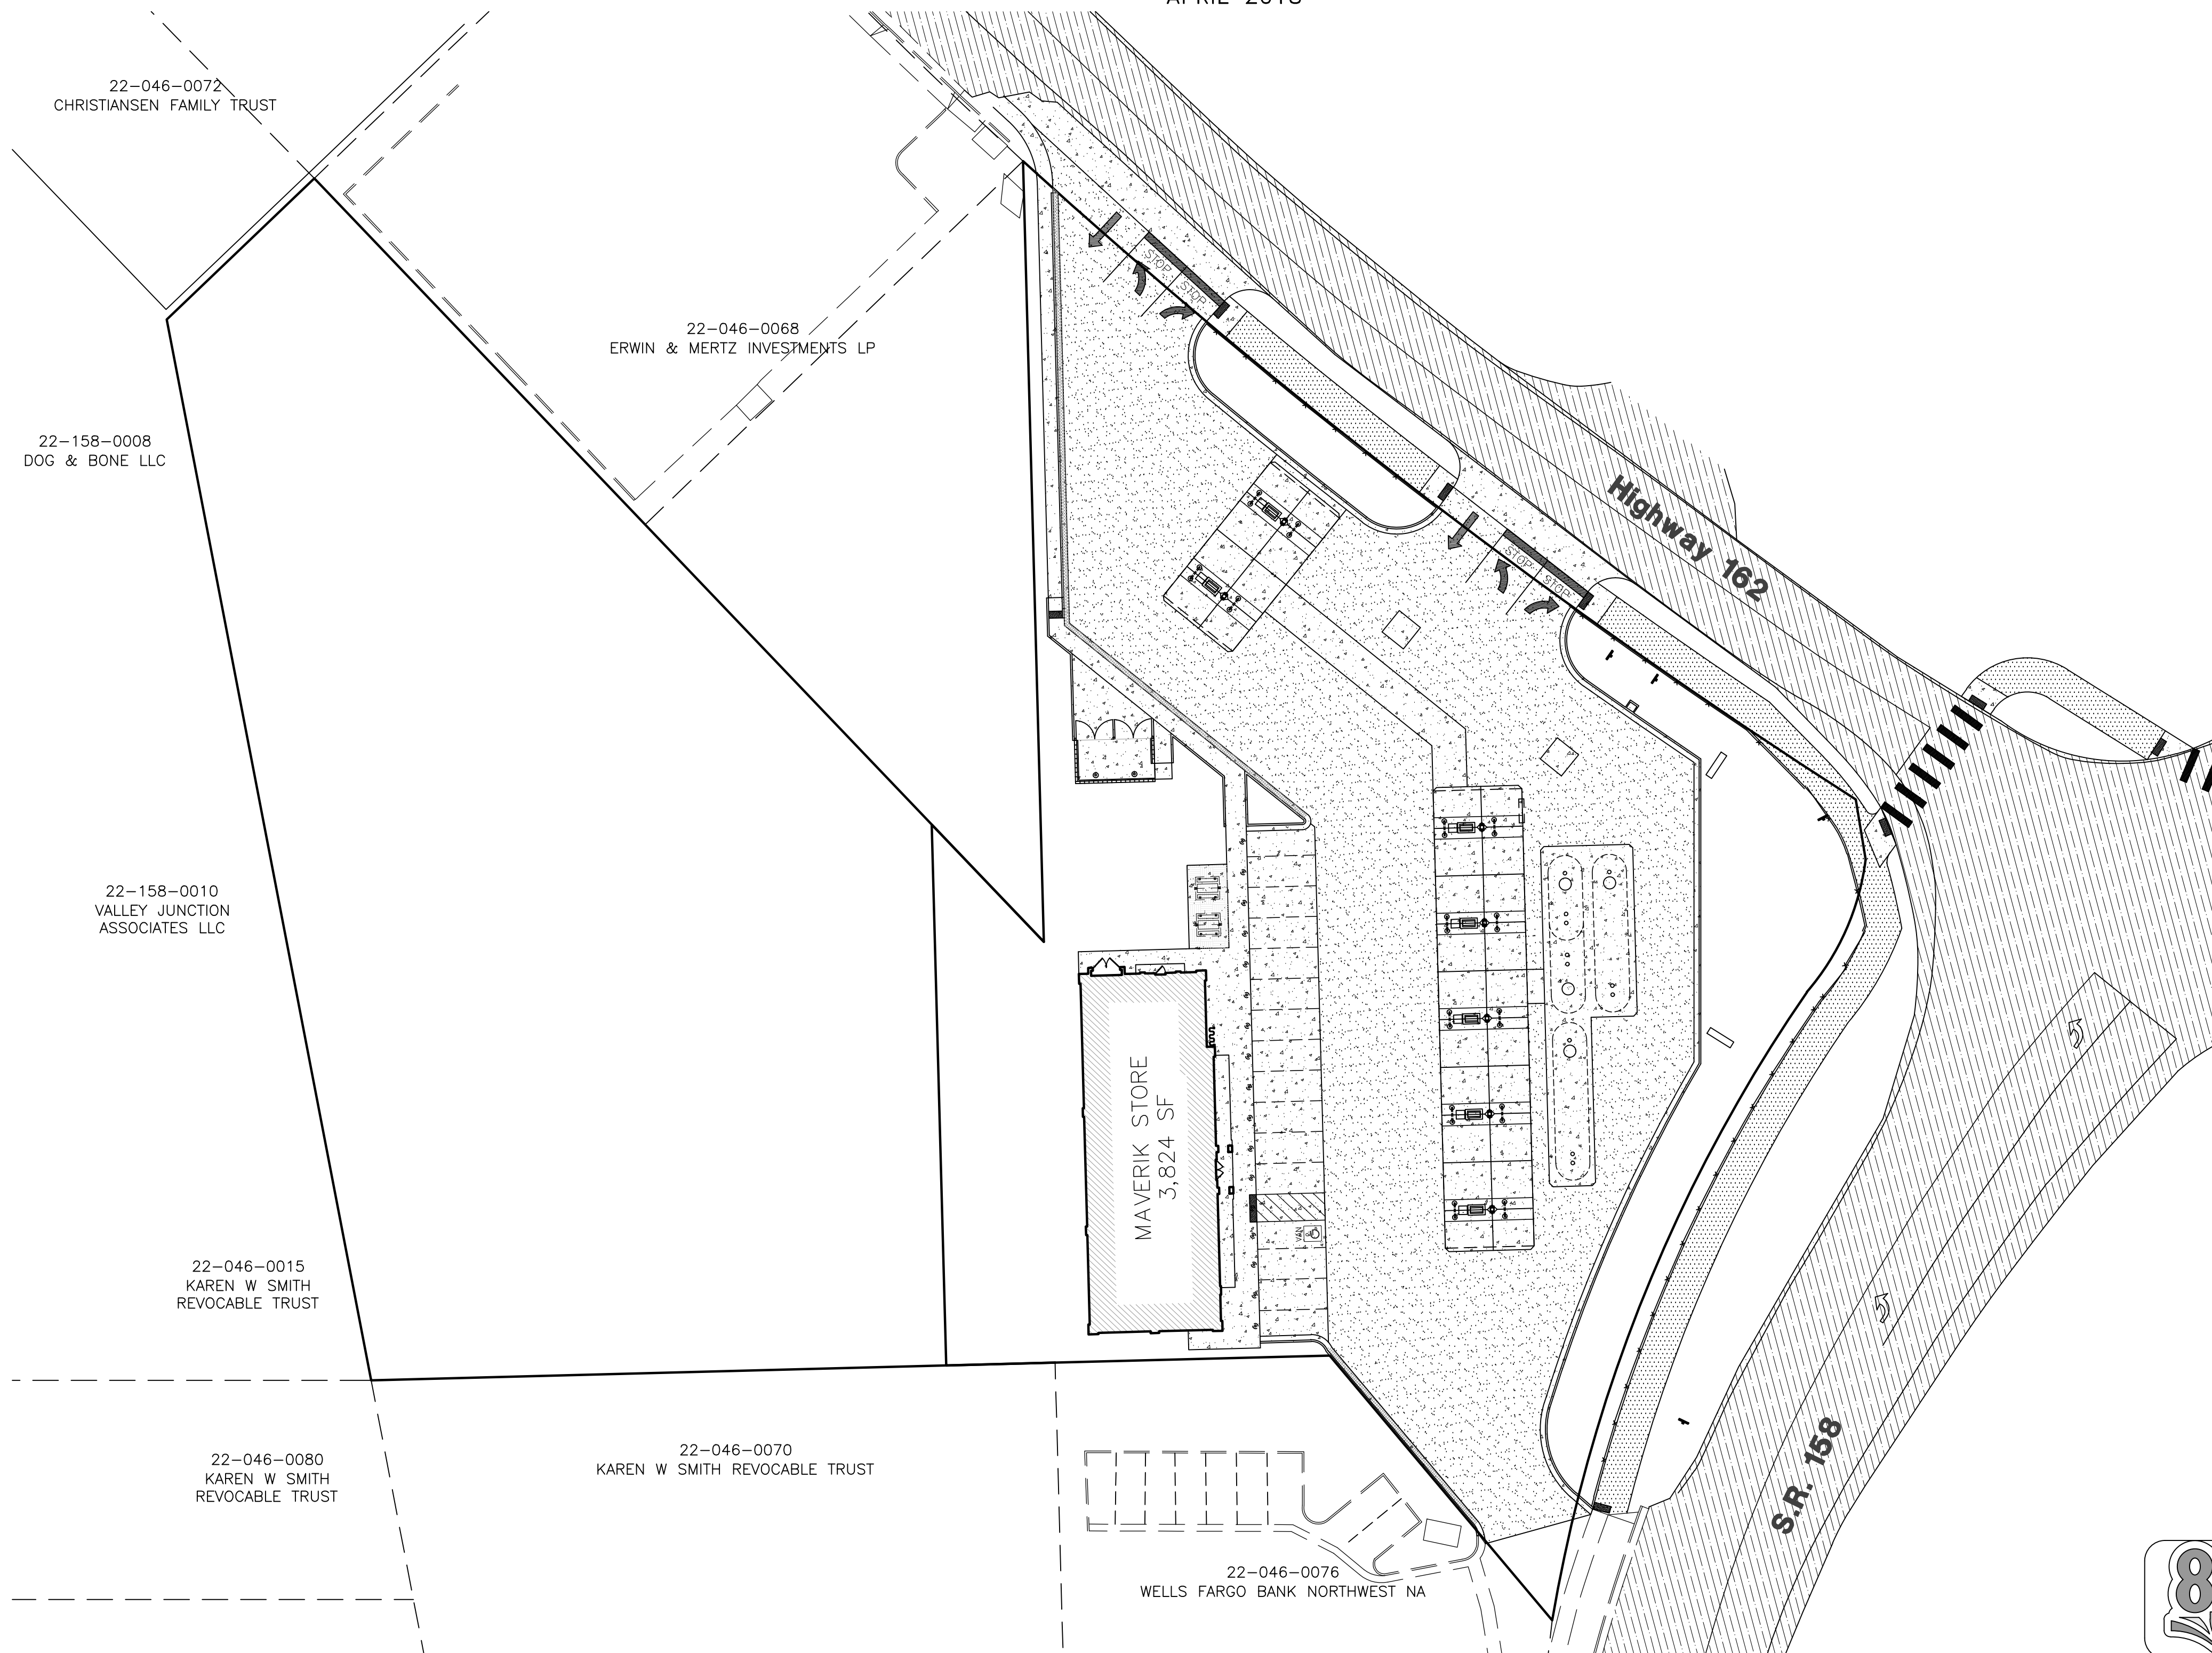 22-046-0072
CHRISTIANSEN FAMILY TRUST
22-046-0068
ERWIN & MERTZ INVESTMENTS LP
STOP
STOP
22-158-0008
DOG & BONE LLC
Highway 162
STOP
STOP
22-158-0010
VALLEY JUNCTION
ASSOCIATES LLC
MAVERIK STORE
3,824 SF
VAN
22-046-0015
KAREN W SMITH
REVOCABLE TRUST
22-046-0080
KAREN W SMITH
REVOCABLE TRUST
22-046-0070
KAREN W SMITH REVOCABLE TRUST
S.R. 158
22-046-0076
WELLS FARGO BANK NORTHWEST NA
8